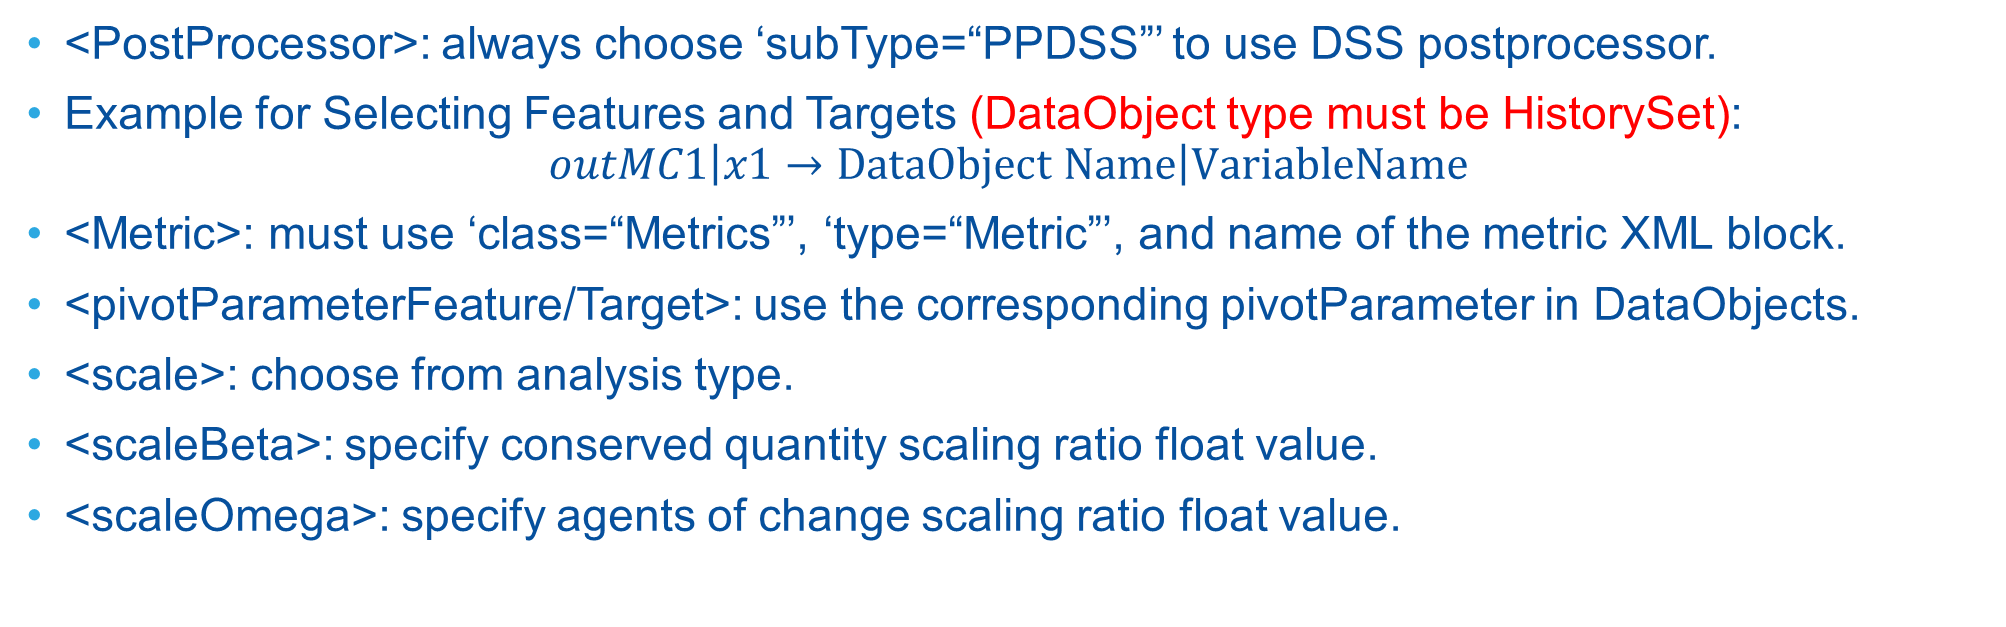 • <PostProcessor>: always choose ‘subType=“PPDSS”’ to use DSS postprocessor.
• Example for Selecting Features and Targets (DataObject type must be HistorySet):
outMC1|x1 → DataObject Name|VariableName
• <Metric>: must use ‘class=“Metrics”’, ‘type=“Metric”’, and name of the metric XML block.
• <pivotParameterFeature/Target>: use the corresponding pivotParameter in DataObjects.
• <scale>: choose from analysis type.
• <scaleBeta>: specify conserved quantity scaling ratio float value.
• <scaleOmega>: specify agents of change scaling ratio float value.